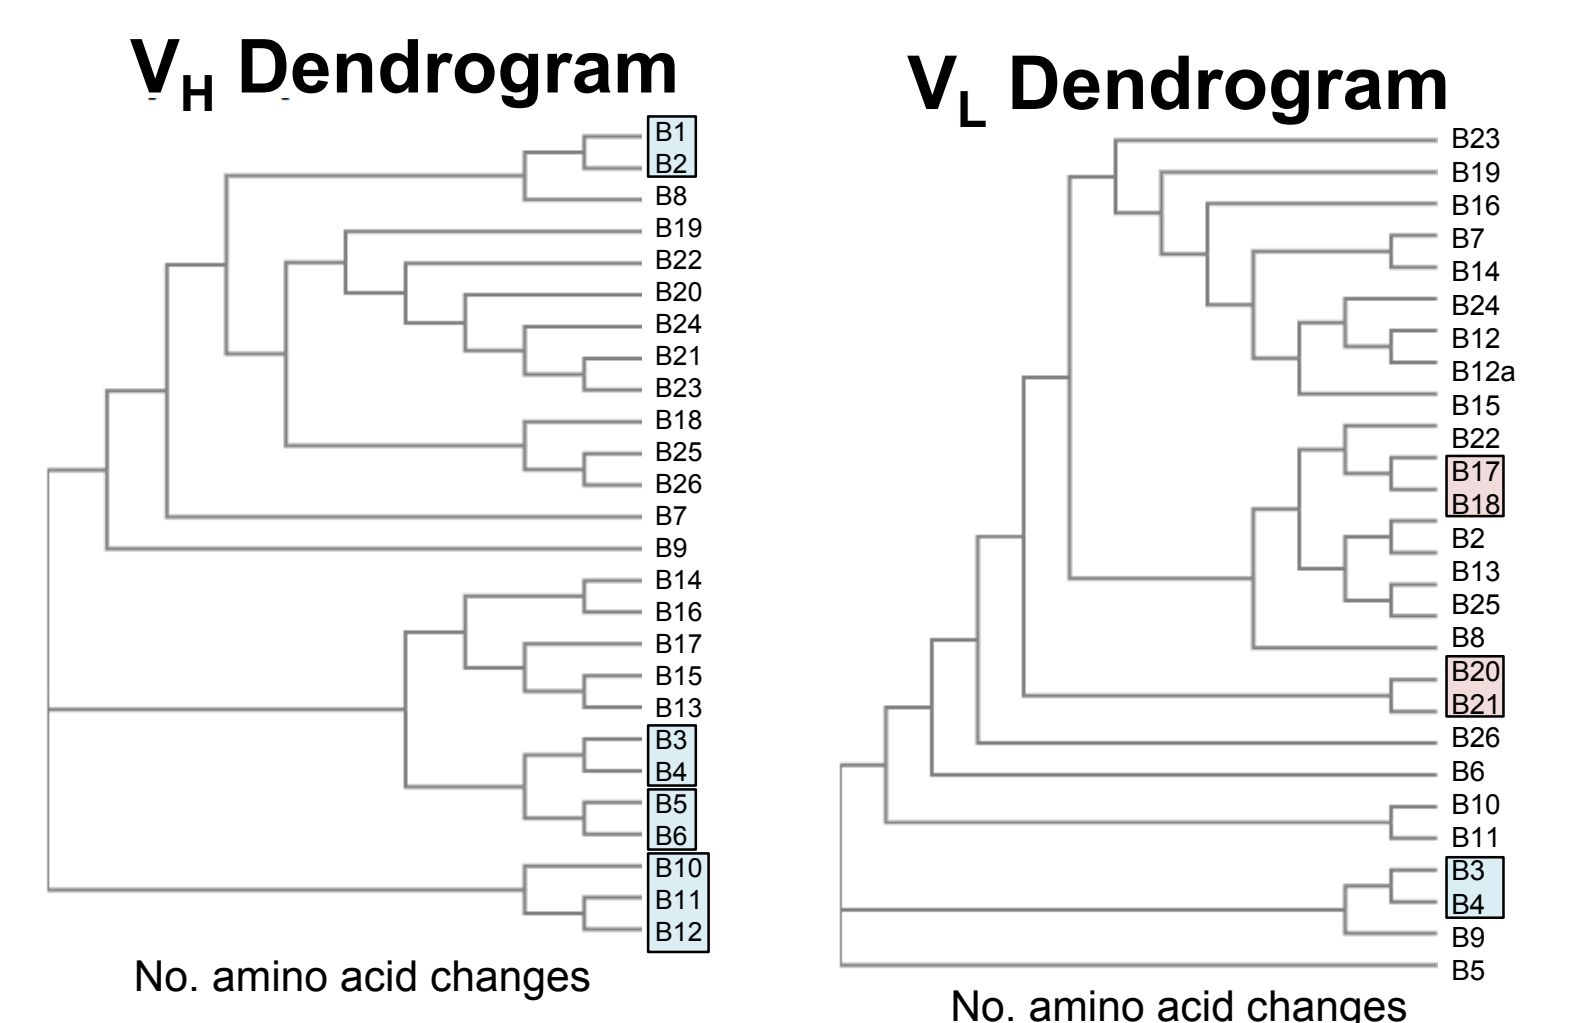 VH Dendrogram
B1
B2
B8
B19
B22
B20
B24
B21
B23
B18
B25
B26
B7
B9
B14
B16
B17
B15
B13
B3
B4
B5
B6
B10
B11
B12
No. amino acid changes
VL Dendrogram
B23
B19
B16
B7
B14
B24
B12
B12a
B15
B22
B17
B18
B2
B13
B25
B8
B20
B21
B26
B6
B10
B11
B3
B4
B9
B5
No. amino acid changes